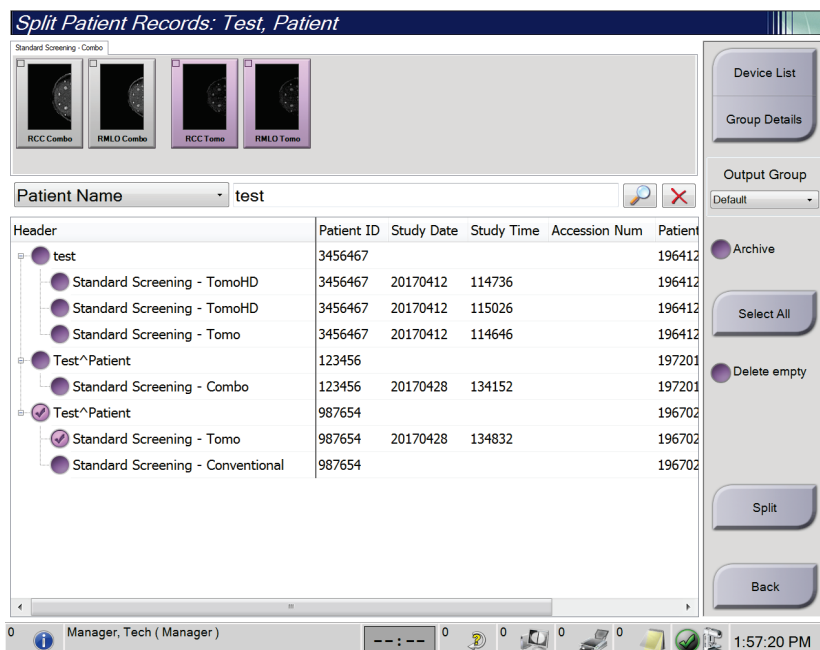 Split Patient Records: Test, Patient
Standard Screening - Combo
RCC Combo RMLO Combo RCC Tomo RMLO Tomo
Device List
Group Details
Output Group
Default
Patient Name test
Header Patient ID Study Date Study Time Accession Num Patient
test 3456467 196412
Standard Screening - TomoHD 3456467 20170412 114736 196412
Standard Screening - TomoHD 3456467 20170412 115026 196412
Standard Screening - Tomo 3456467 20170412 114646 196412
Test^Patient 123456 197201
Standard Screening - Combo 123456 20170428 134152 197201
Test^Patient 987654 196702
Standard Screening - Tomo 987654 20170428 134832 196702
Standard Screening - Conventional 987654 196702
Archive
Select All
Delete empty
Split
Back
0 Manager, Tech ( Manager ) --:-- 0 0 0 0 1:57:20 PM